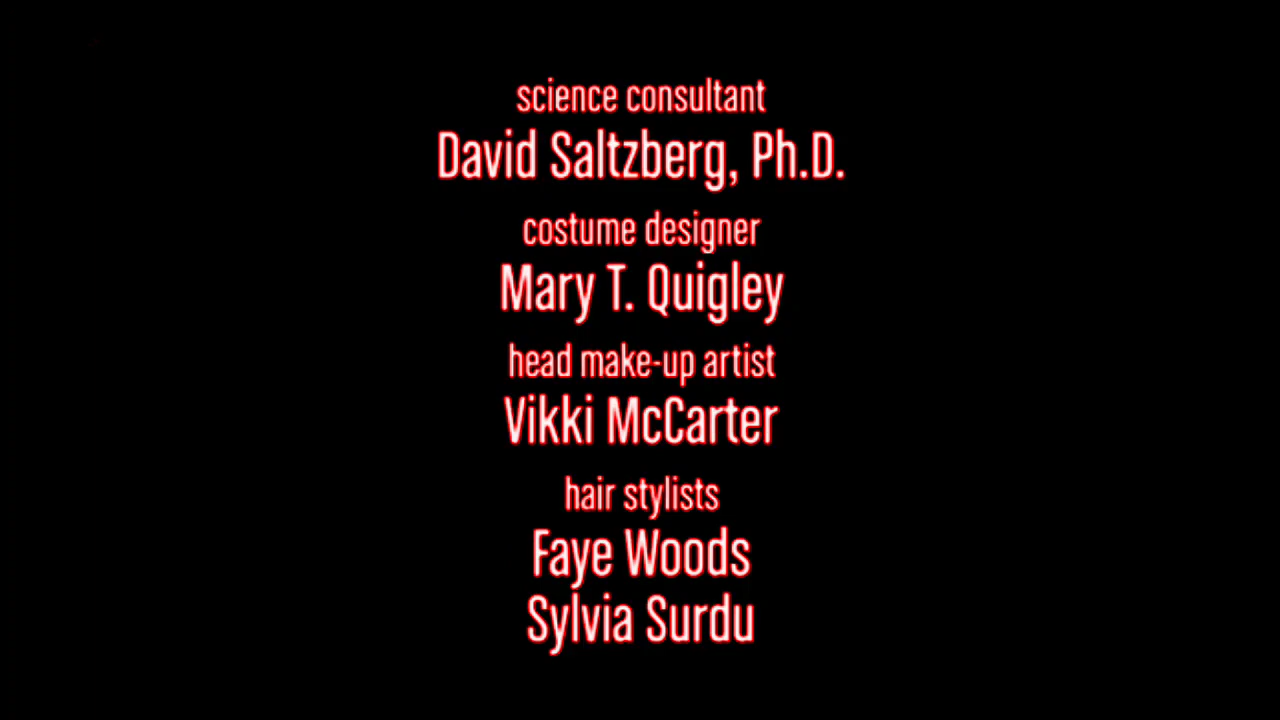 science consultant
David Saltzberg, Ph.D.
costume designer
Mary T. Quigley
head make-up artist
Vikki McCarter
hair stylists
Faye Woods
Sylvia Surdu